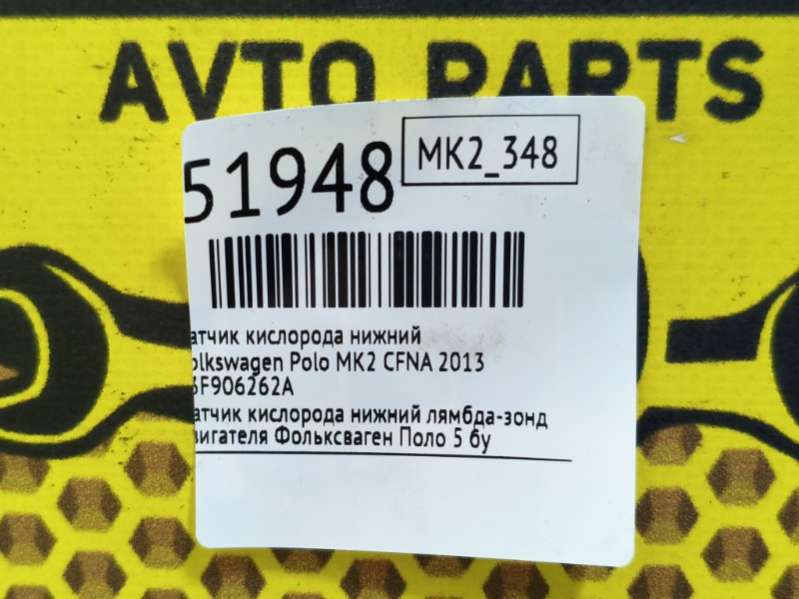 AVTO PARTS
51948
MK2_348
атчик кислорода нижний
olkswagen Polo MK2 CFNA 2013
3F906262A
атчик кислорода нижний лямбда-зонд
вигателя Фольксваген Поло 5 бу